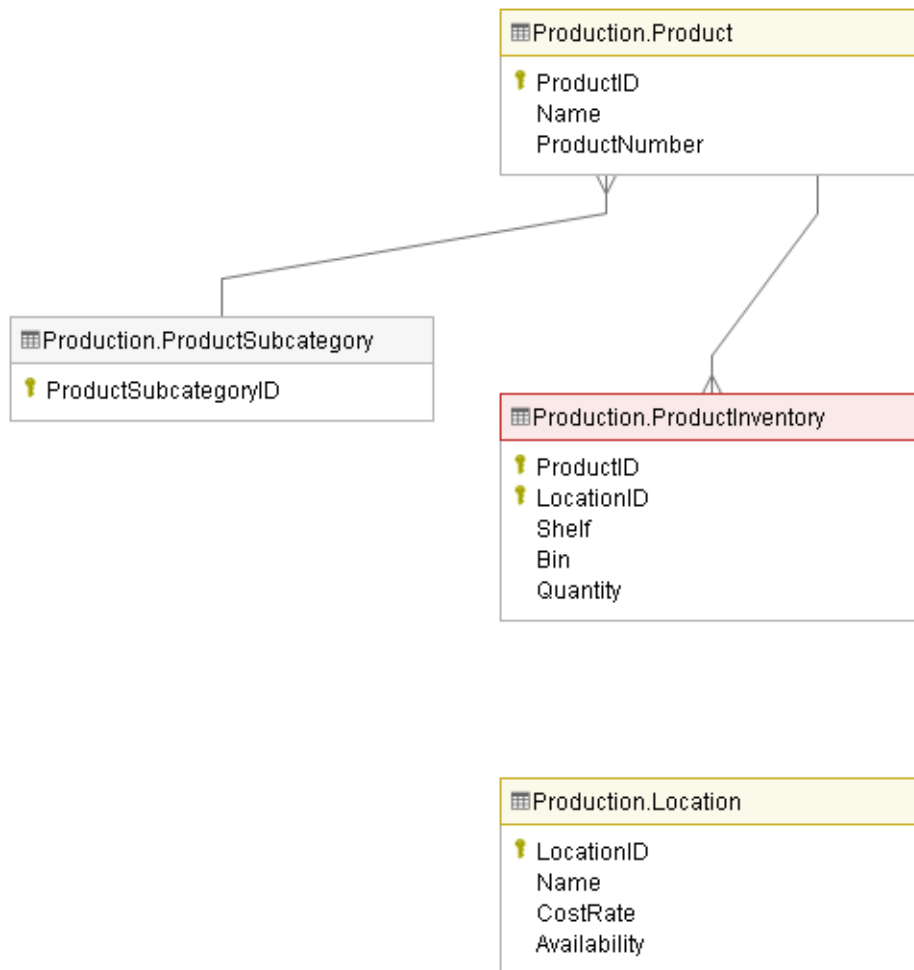 Production.Product
ProductID
Name
ProductNumber
Production.ProductSubcategory
ProductSubcategoryID
Production.ProductInventory
ProductID
LocationID
Shelf
Bin
Quantity
Production.Location
LocationID
Name
CostRate
Availability